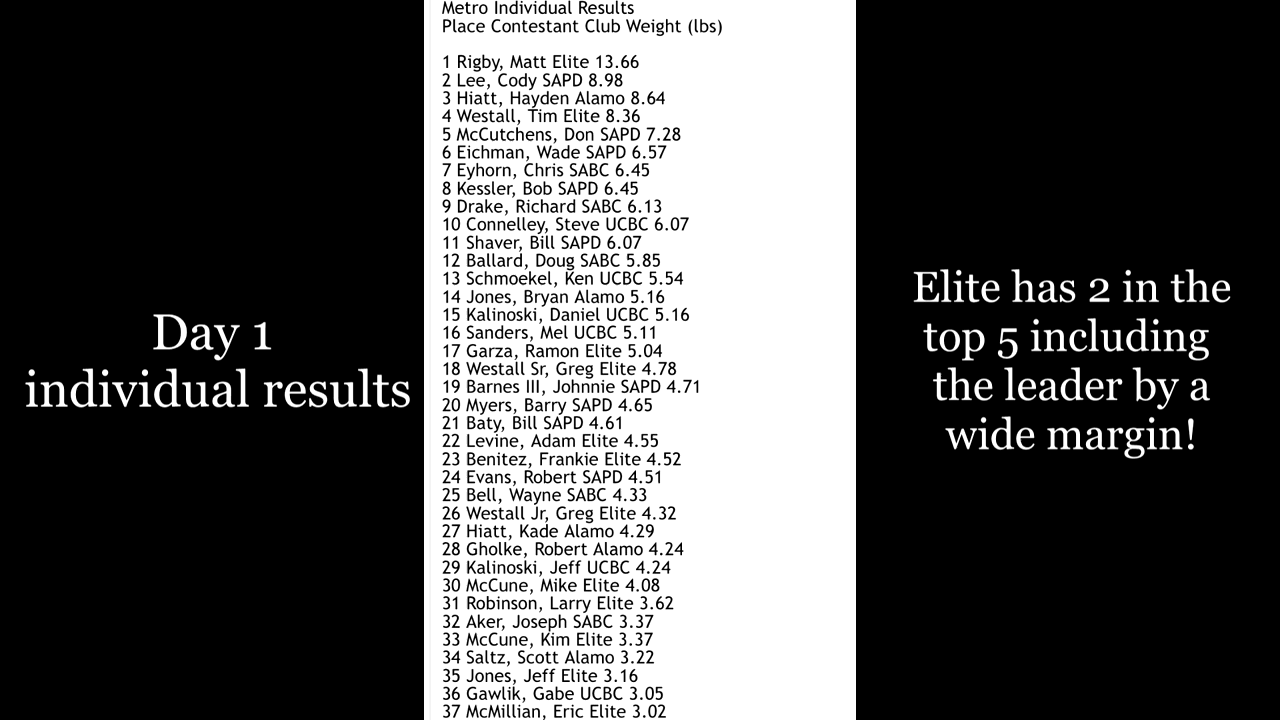 Day 1
individual results
Metro Individual Results
Place Contestant Club Weight (lbs)
1 Rigby, Matt Elite 13.66
2 Lee, Cody SAPD 8.98
3 Hiatt, Hayden Alamo 8.64
4 Westall, Tim Elite 8.36
5 McCutchens, Don SAPD 7.28
6 Eichman, Wade SAPD 6.57
7 Eyhorn, Chris SABC 6.45
8 Kessler, Bob SAPD 6.45
9 Drake, Richard SABC 6.13
10 Connelley, Steve UCBC 6.07
11 Shaver, Bill SAPD 6.07
12 Ballard, Doug SABC 5.85
13 Schmoekel, Ken UCBC 5.54
14 Jones, Bryan Alamo 5.16
15 Kalinoski, Daniel UCBC 5.16
16 Sanders, Mel UCBC 5.11
17 Garza, Ramon Elite 5.04
18 Westall Sr, Greg Elite 4.78
19 Barnes III, Johnnie SAPD 4.71
20 Myers, Barry SAPD 4.65
21 Baty, Bill SAPD 4.61
22 Levine, Adam Elite 4.55
23 Benitez, Frankie Elite 4.52
24 Evans, Robert SAPD 4.51
25 Bell, Wayne SABC 4.33
26 Westall Jr, Greg Elite 4.32
27 Hiatt, Kade Alamo 4.29
28 Gholke, Robert Alamo 4.24
29 Kalinoski, Jeff UCBC 4.24
30 McCune, Mike Elite 4.08
31 Robinson, Larry Elite 3.62
32 Aker, Joseph SABC 3.37
33 McCune, Kim Elite 3.37
34 Saltz, Scott Alamo 3.22
35 Jones, Jeff Elite 3.16
36 Gawlik, Gabe UCBC 3.05
37 McMillian, Eric Elite 3.02
Elite has 2 in the
top 5 including
the leader by a
wide margin!